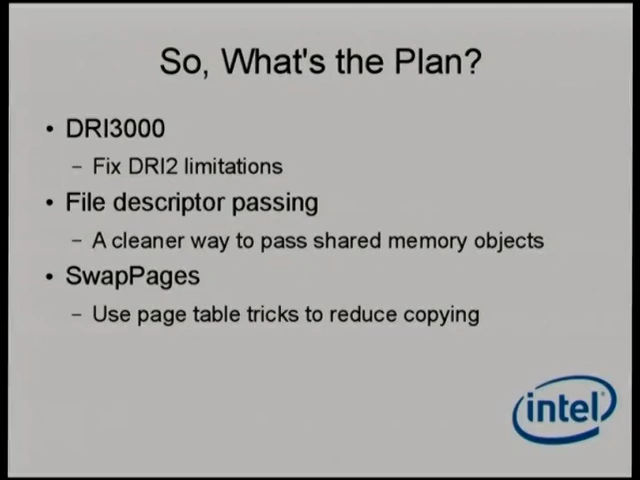 So, What's the Plan?
• DRI3000
– Fix DRI2 limitations
• File descriptor passing
– A cleaner way to pass shared memory objects
• SwapPages
– Use page table tricks to reduce copying
intel